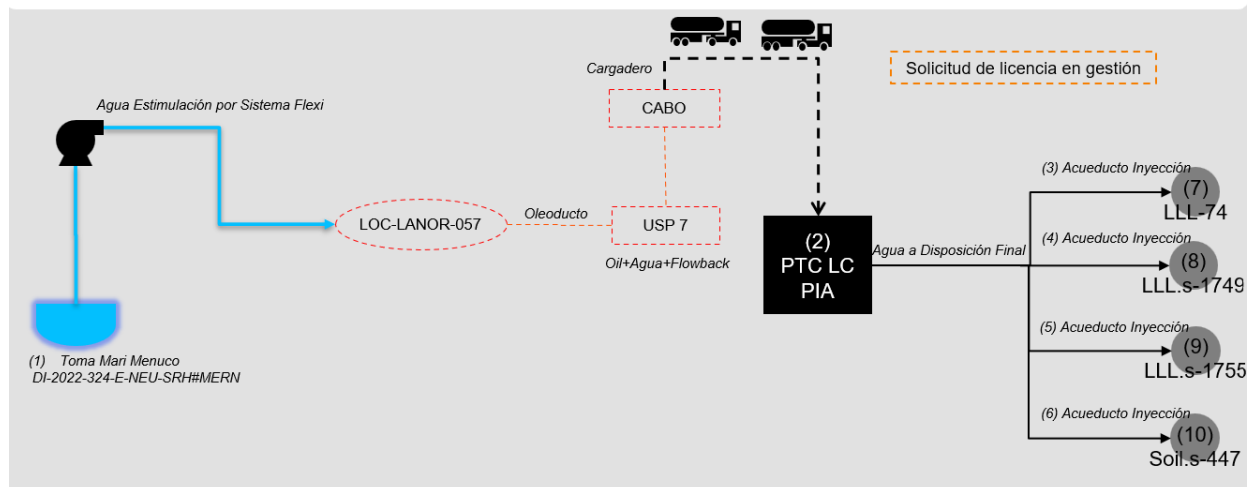 Solicitud de licencia en gestión
Cargadero
Agua Estimulación por Sistema Flexi
CABO
(3) Acueducto Inyección
(7)
LLL-74
LOC-LANOR-057
Oleoducto
USP 7
Oil+Agua+Flowback
(2)
PTC LC
PIA
Agua a Disposición Final
(4) Acueducto Inyección
(8)
LLL.s-1749
(5) Acueducto Inyección
(9)
LLL.s-1755
(1) Toma Mari Menuco
DI-2022-324-E-NEU-SRH#MERN
(6) Acueducto Inyección
(10)
Soil.s-447